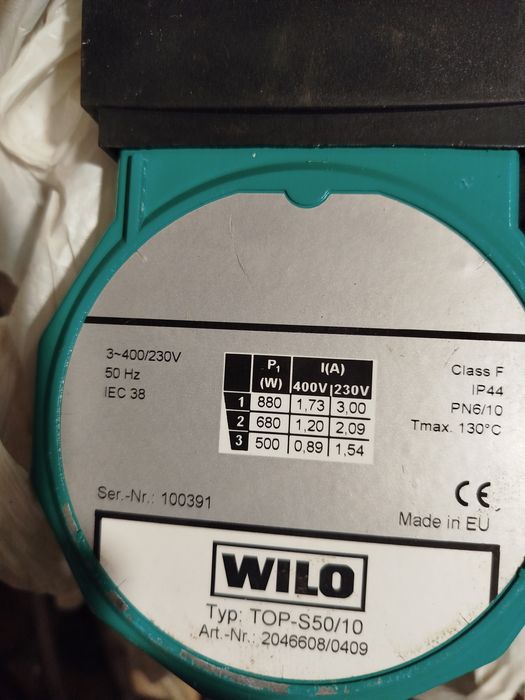 3~400/230V
50 Hz
IEC 38
P1 (W) I(A)
400V 230V
1 880 1,73 3,00
2 680 1,20 2,09
3 500 0,89 1,54
Class F
IP44
PN6/10
Tmax. 130°C
Ser.-Nr.: 100391
CE
Made in EU
WILO
Typ: TOP-S50/10
Art.-Nr.: 2046608/0409